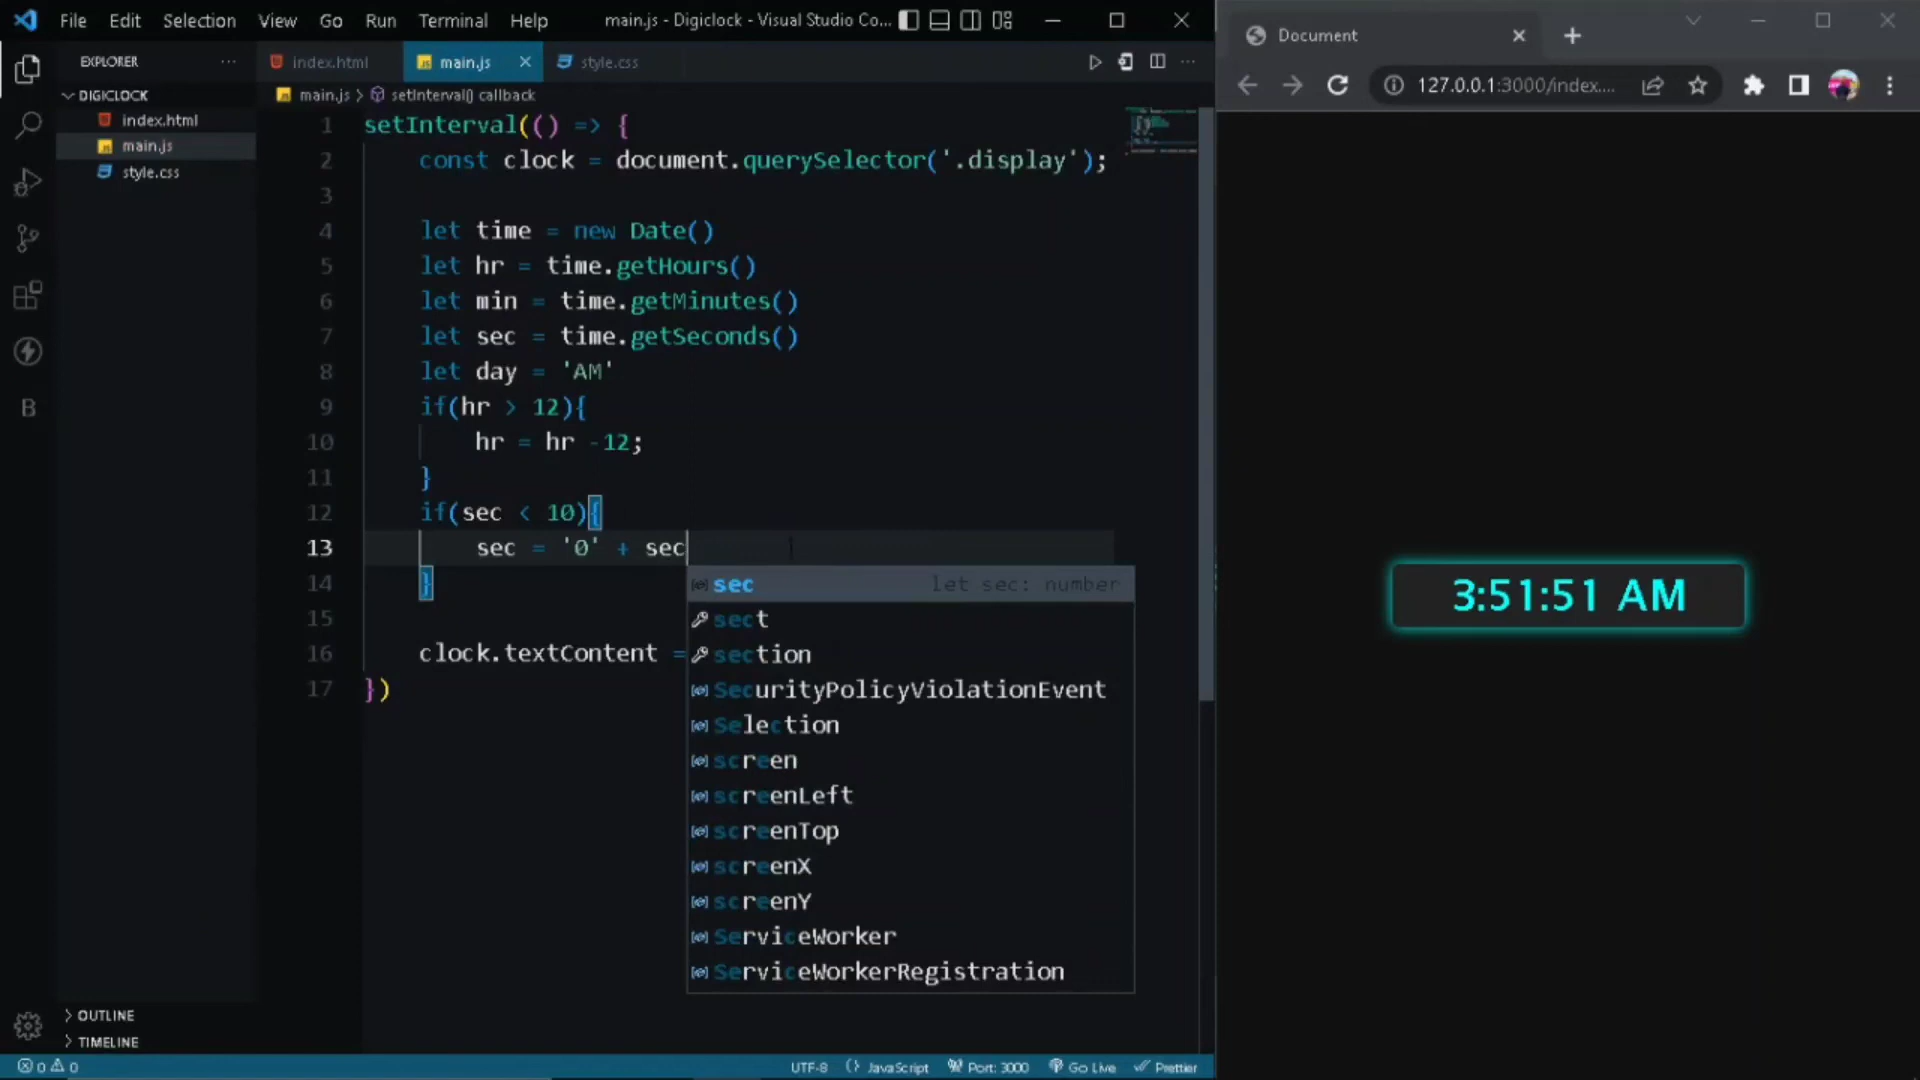 File Edit Selection View Go Run Terminal Help main.js - Digiclock - Visual Studio Co...
EXPLORER ...
DIGICLOCK
index.html
main.js
style.css
OUTLINE
TIMELINE
index.html main.js style.css
main.js > setInterval() callback
1 setInterval(() => {
2 const clock = document.querySelector('.display');
3
4 let time = new Date()
5 let hr = time.getHours()
6 let min = time.getMinutes()
7 let sec = time.getSeconds()
8 let day = 'AM'
9 if(hr > 12){
10 hr = hr -12;
11 }
12 if(sec < 10){
13 sec = '0' + sec
14 }
15
16 clock.textContent =
17 })
sec let sec: number
sect
section
SecurityPolicyViolationEvent
Selection
screen
screenLeft
screenTop
screenX
screenY
ServiceWorker
ServiceWorkerRegistration
0 0 UTF-8 {} JavaScript Port: 3000 Go Live Prettier
Document
127.0.0.1:3000/index....
3:51:51 AM
B